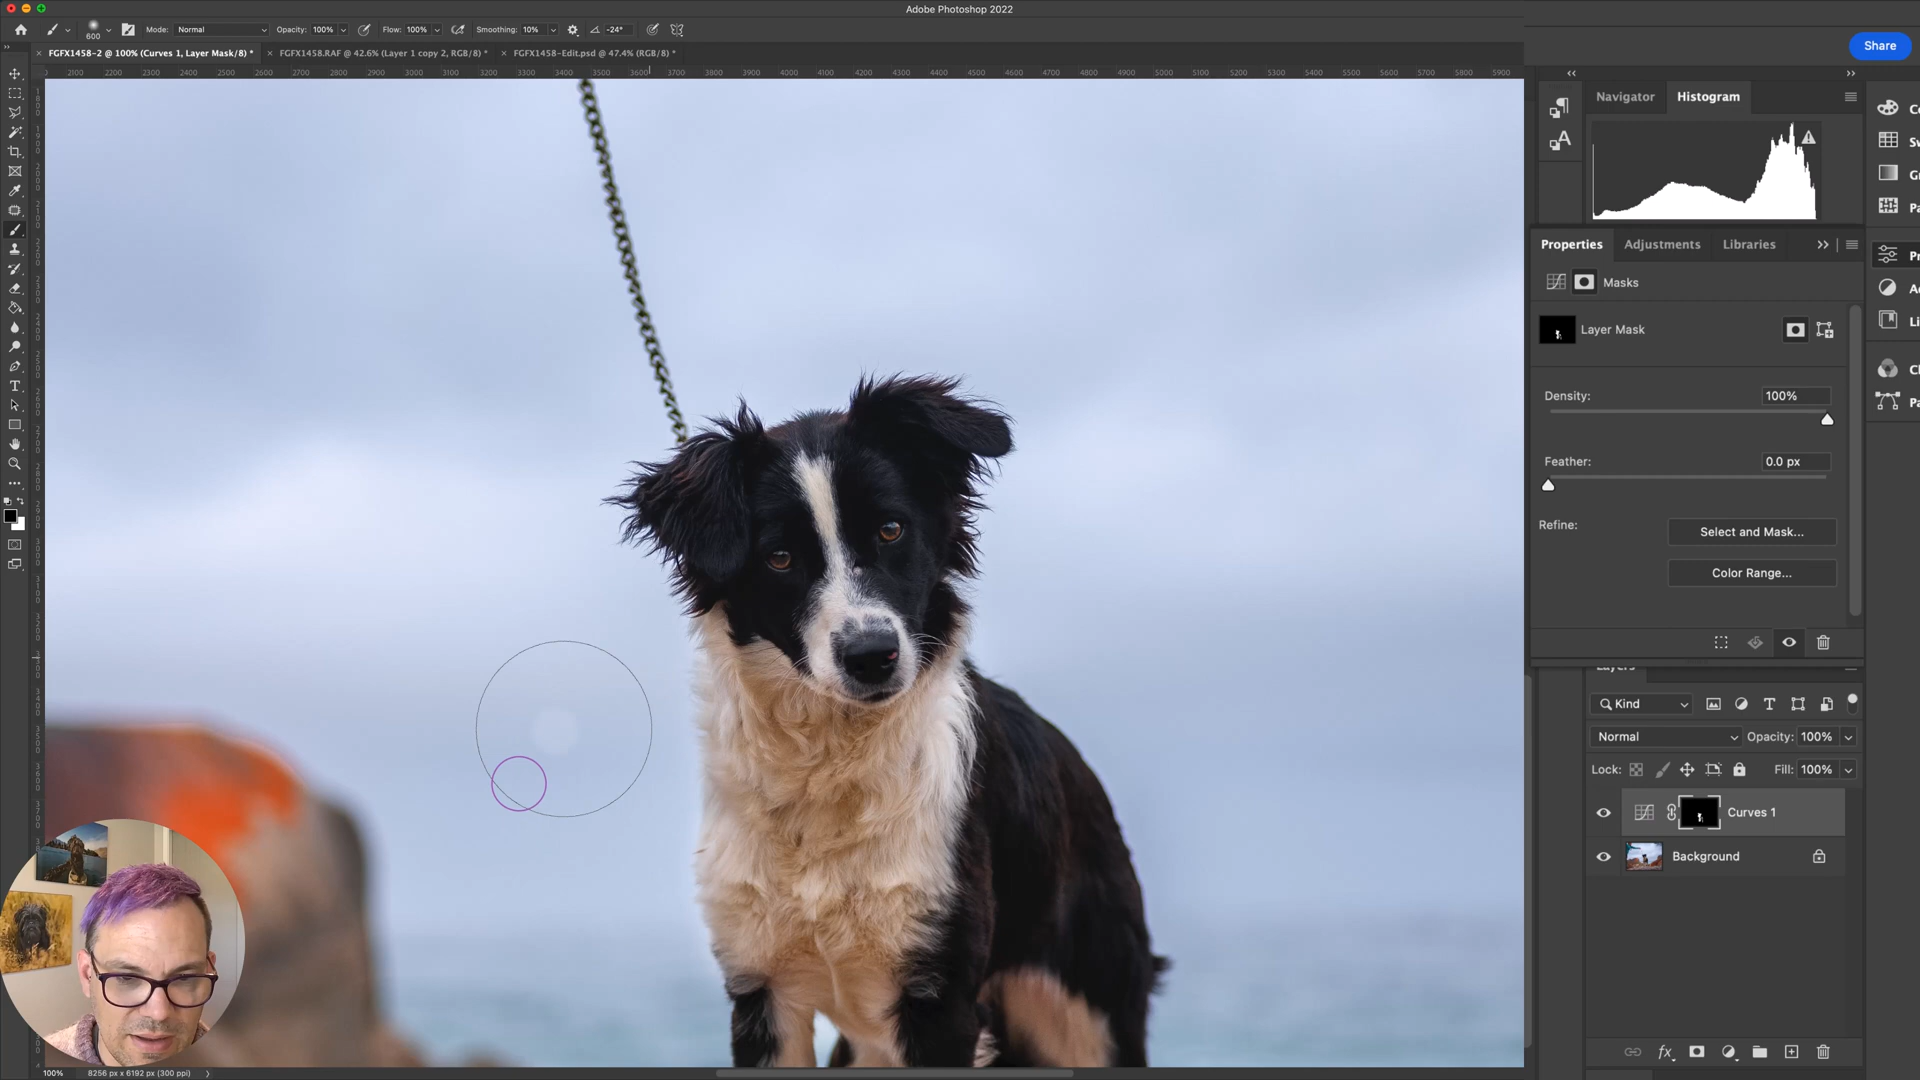 Adobe Photoshop 2022
600 Mode: Normal Opacity: 100% Flow: 100% Smoothing: 10% -24°
Share
× FGFX1458-2 @ 100% (Curves 1, Layer Mask/8) * × FGFX1458.RAF @ 42.6% (Layer 1 copy 2, RGB/8) * × FGFX1458-Edit.psd @ 47.4% (RGB/8) *
2100 2200 2300 2400 2500 2600 2700 2800 2900 3000 3100 3200 3300 3400 3500 3600 3700 3800 3900 4000 4100 4200 4300 4400 4500 4600 4700 4800 4900 5000 5100 5200 5300 5400 5500 5600 5700 5800 5900
Navigator Histogram
Properties Adjustments Libraries
Masks
Layer Mask
Density: 100%
Feather: 0.0 px
Refine: Select and Mask...
Color Range...
Layers
Kind
Normal Opacity: 100%
Lock: Fill: 100%
Curves 1
Background
100% 8256 px x 6192 px (300 ppi)